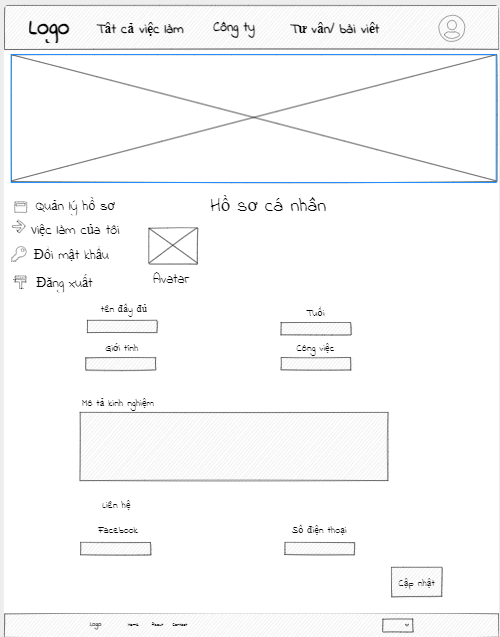 Logo Tất cả việc làm Công ty Tư vấn/ bài viết
Quản lý hồ sơ
Hồ sơ cá nhân
việc làm của tôi
Đổi mật khẩu
Đăng xuất
Avatar
tên đầy đủ
Tuổi
Giới tính
Công việc
Mô tả kinh nghiệm
Liên hệ
Facebook
Số điện thoại
Cập nhật
Logo Home About Contact